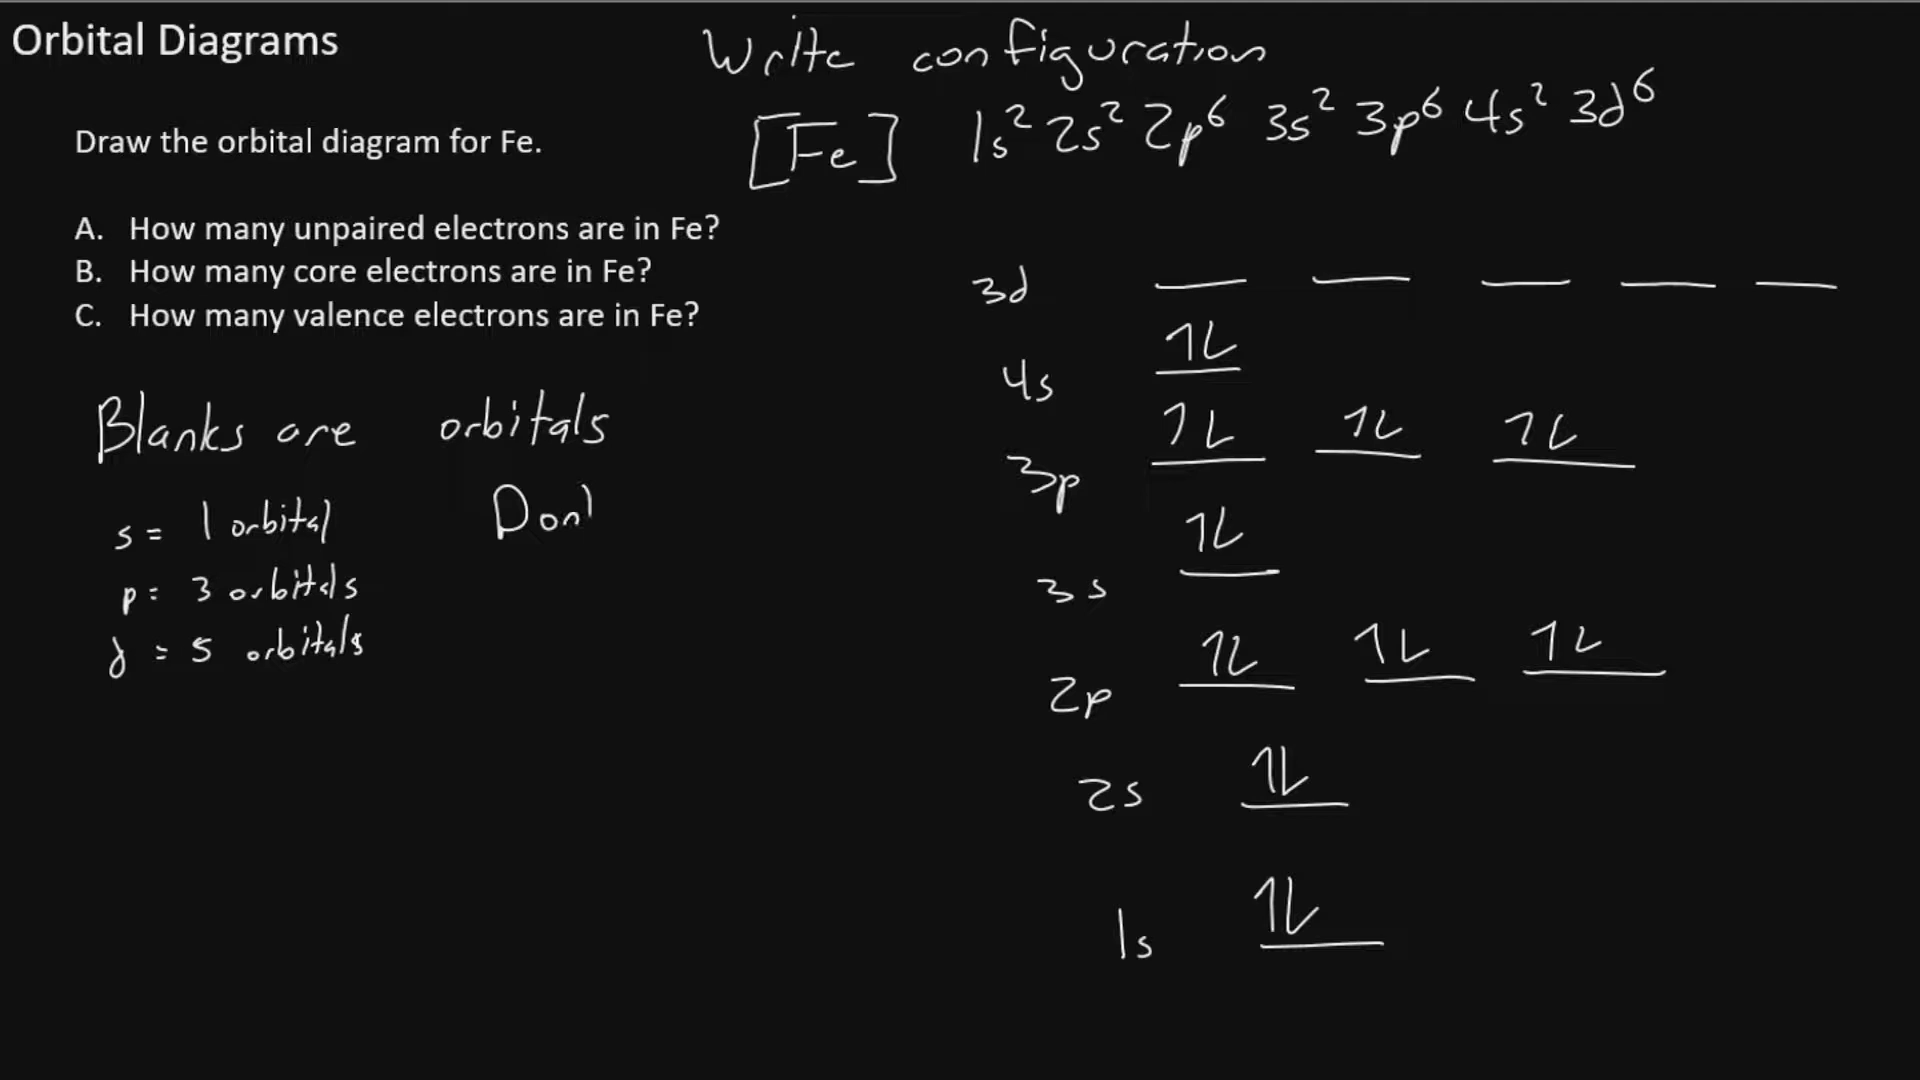 Orbital Diagrams
Write configuration
[Fe] 1s² 2s² 2p⁶ 3s² 3p⁶ 4s² 3d⁶
Draw the orbital diagram for Fe.
A. How many unpaired electrons are in Fe?
B. How many core electrons are in Fe?
C. How many valence electrons are in Fe?
Blanks are orbitals
s = 1 orbital
Don'
p = 3 orbitals
d = 5 orbitals
3d
4s ↿⇂
3p ↿⇂ ↿⇂ ↿⇂
3s ↿⇂
2p ↿⇂ ↿⇂ ↿⇂
2s ↿⇂
1s ↿⇂